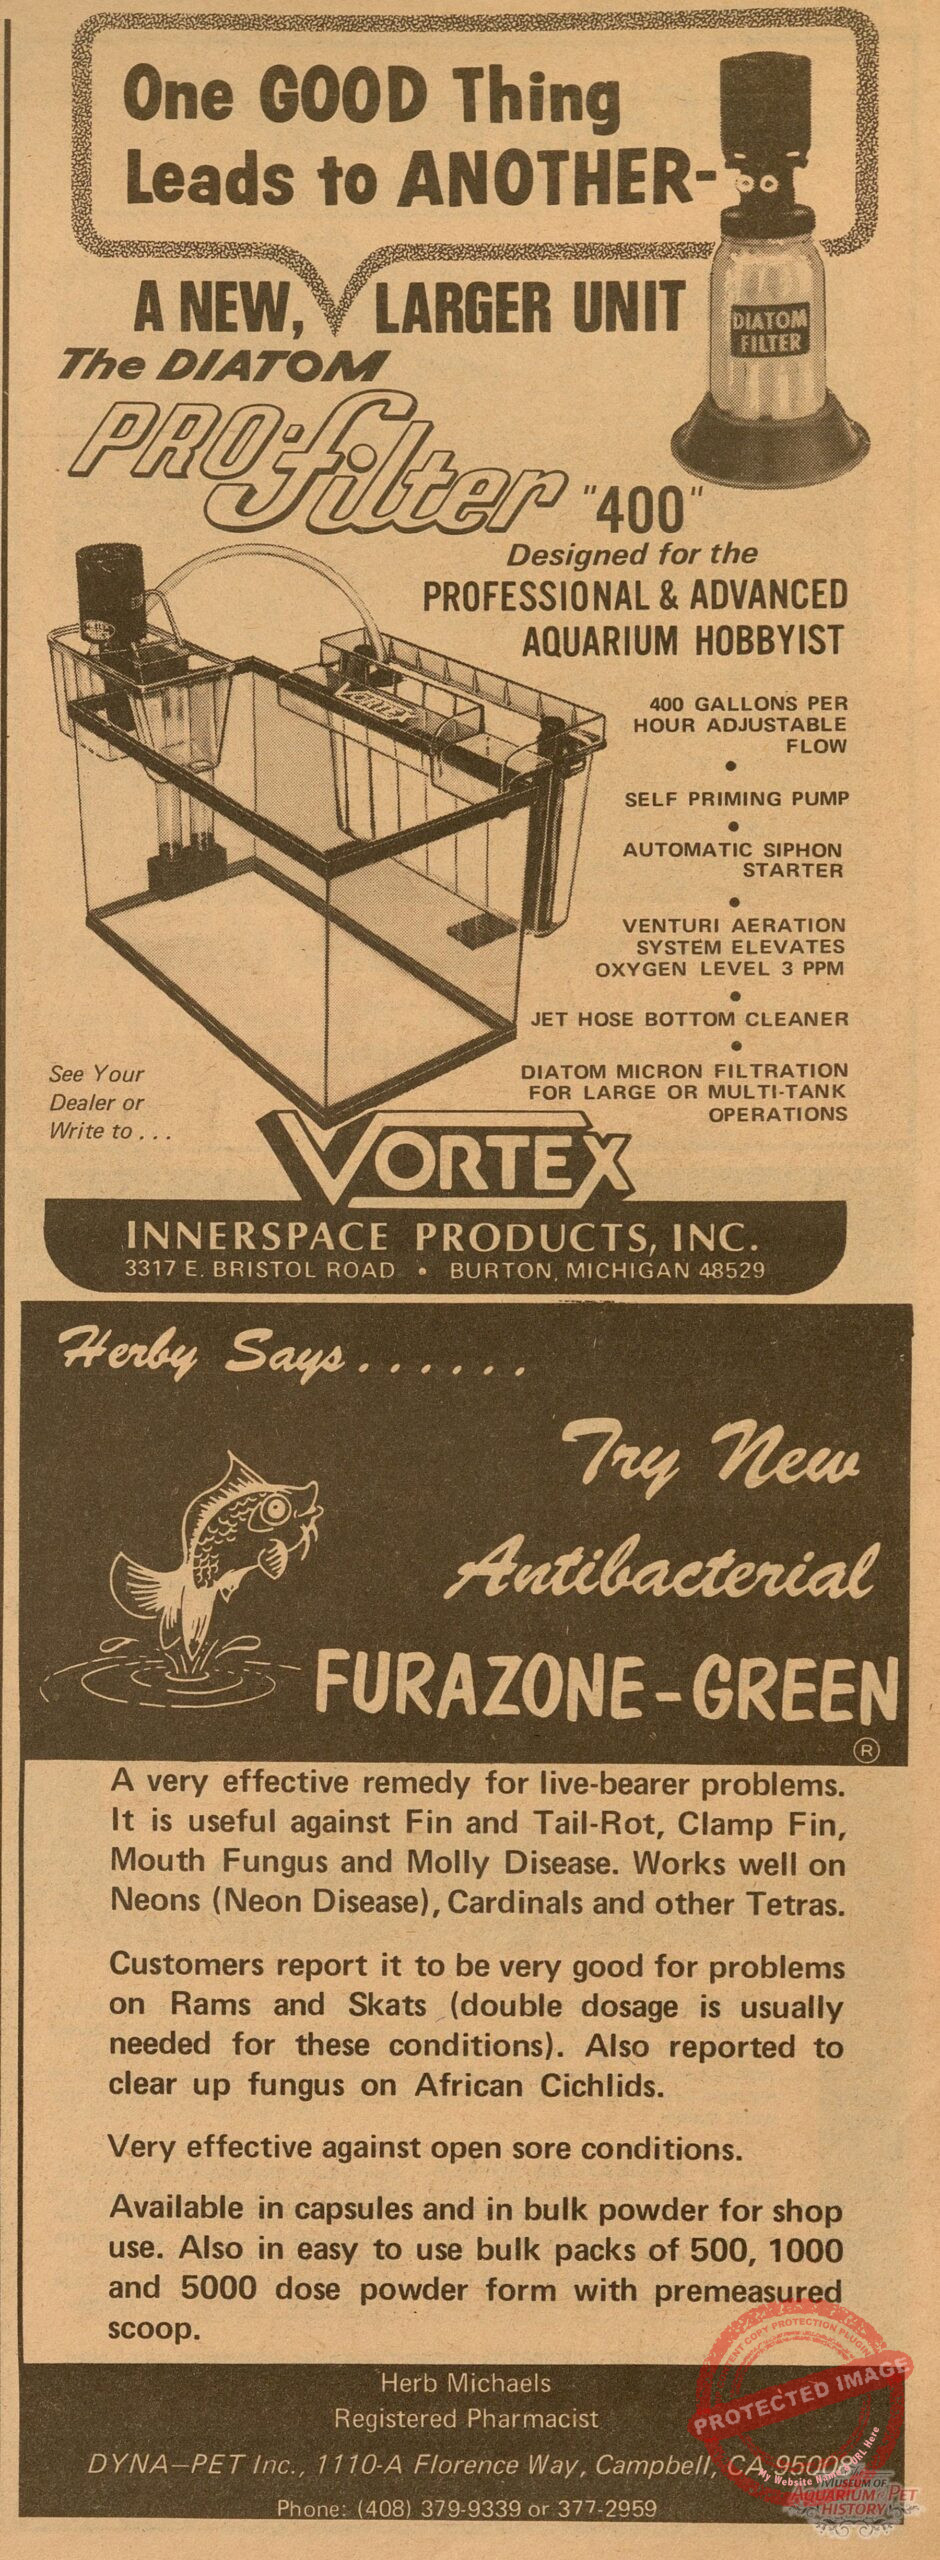 One GOOD Thing
Leads to ANOTHER-
A NEW, LARGER UNIT
DIATOM
FILTER
The DIATOM
PRO-filter "400"
Designed for the
PROFESSIONAL & ADVANCED
AQUARIUM HOBBYIST
VORTEX
400 GALLONS PER
HOUR ADJUSTABLE
FLOW
•
SELF PRIMING PUMP
•
AUTOMATIC SIPHON
STARTER
•
VENTURI AERATION
SYSTEM ELEVATES
OXYGEN LEVEL 3 PPM
•
JET HOSE BOTTOM CLEANER
•
DIATOM MICRON FILTRATION
FOR LARGE OR MULTI-TANK
OPERATIONS
See Your
Dealer or
Write to . . .
VORTEX
INNERSPACE PRODUCTS, INC.
3317 E. BRISTOL ROAD • BURTON, MICHIGAN 48529
Herby Says . . . . . .
Try New
Antibacterial
FURAZONE-GREEN
®
A very effective remedy for live-bearer problems.
It is useful against Fin and Tail-Rot, Clamp Fin,
Mouth Fungus and Molly Disease. Works well on
Neons (Neon Disease), Cardinals and other Tetras.
Customers report it to be very good for problems
on Rams and Skats (double dosage is usually
needed for these conditions). Also reported to
clear up fungus on African Cichlids.
Very effective against open sore conditions.
Available in capsules and in bulk powder for shop
use. Also in easy to use bulk packs of 500, 1000
and 5000 dose powder form with premeasured
scoop.
Herb Michaels
Registered Pharmacist
DYNA-PET Inc., 1110-A Florence Way, Campbell, CA 95008
Phone: (408) 379-9339 or 377-2959
COPY PROTECTION PLUGIN
PROTECTED IMAGE
My Website Name & URL Here
MUSEUM OF
AQUARIUM & PET
HISTORY